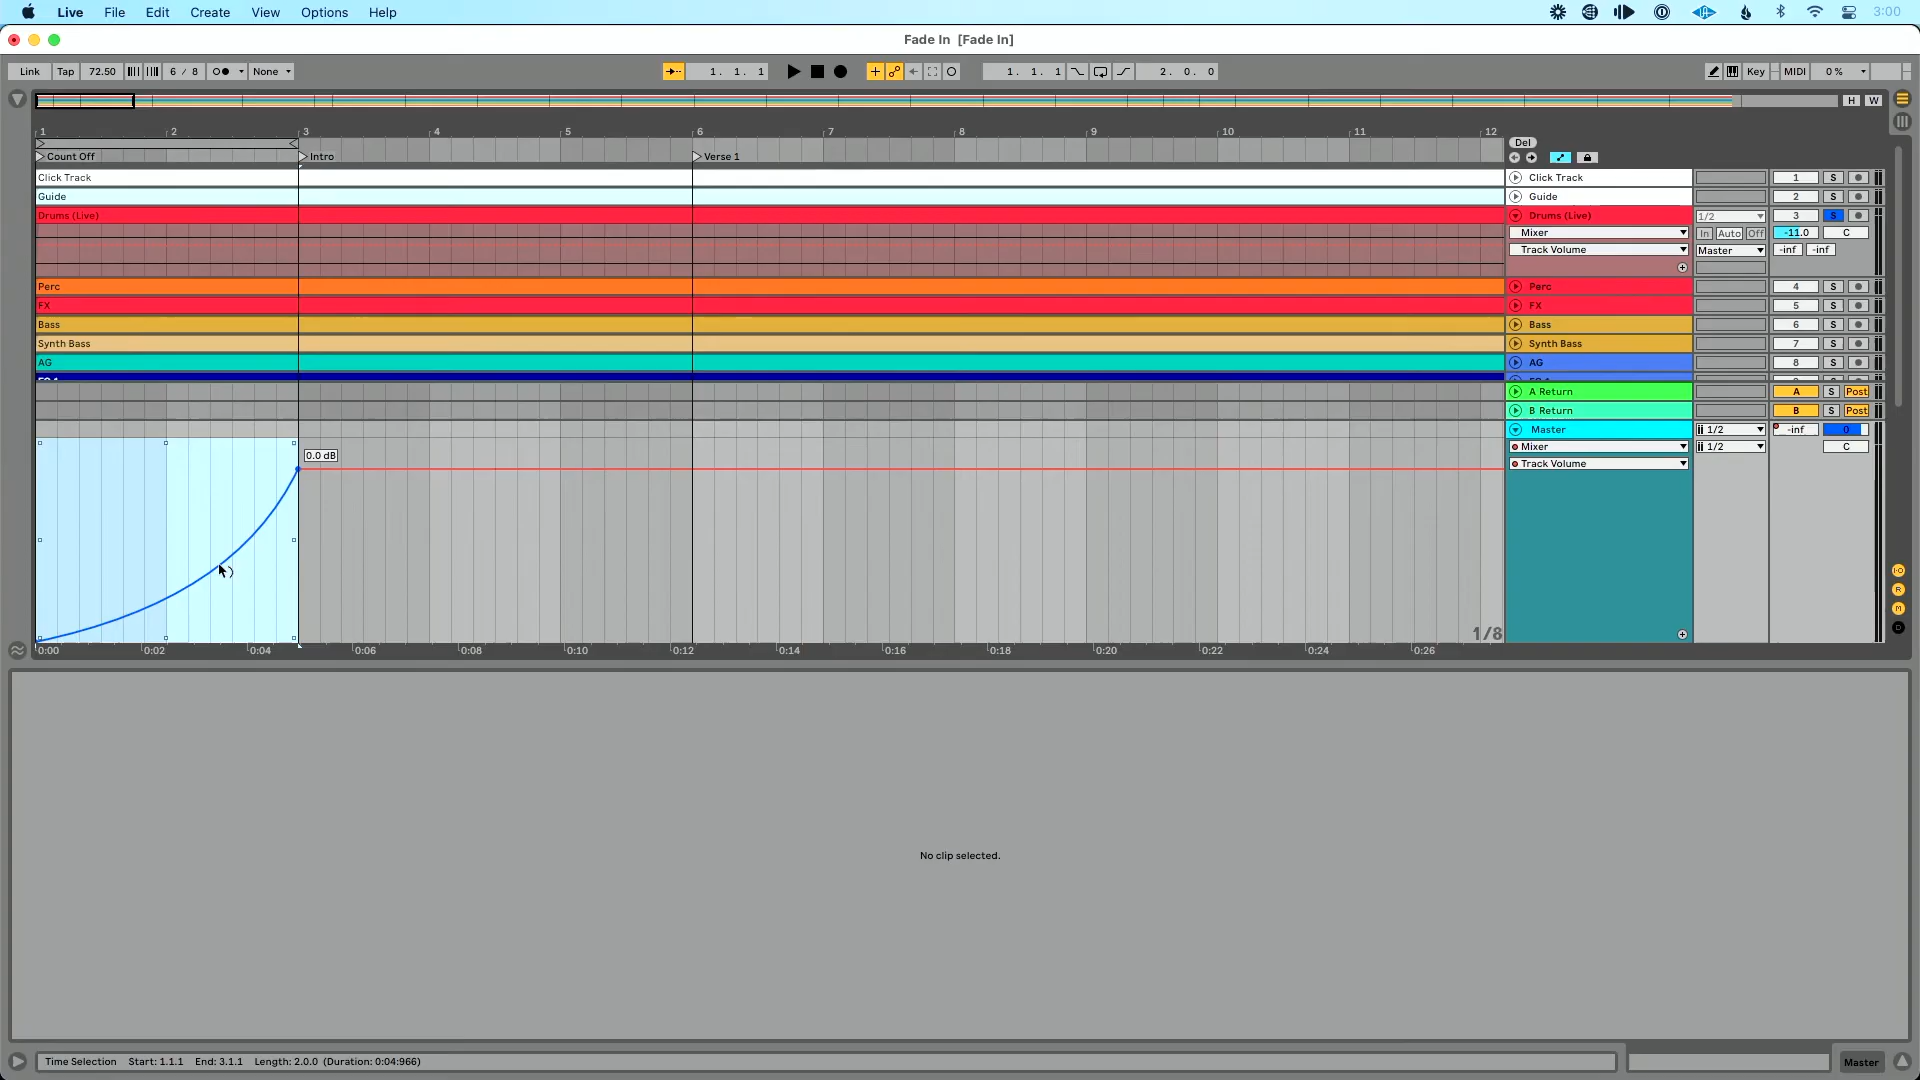 Live File Edit Create View Options Help 3:00
Fade In [Fade In]
Link Tap 72.50 6 / 8 None 1. 1. 1 1. 1. 1 2. 0. 0 Key MIDI 0 %
H W
1 2 3 4 5 6 7 8 9 10 11 12
Del
Count Off Intro Verse 1
Click Track Click Track 1 S
Guide Guide 2 S
Drums (Live) Drums (Live) 1/2 3 S
Mixer In Auto Off -11.0 C
Track Volume Master -inf -inf
Perc Perc 4 S
FX FX 5 S
Bass Bass 6 S
Synth Bass Synth Bass 7 S
AG AG 8 S
A Return A S Post
B Return B S Post
Master 1/2 -inf 0
Mixer 1/2 C
0.0 dB
Track Volume
1/8
0:00 0:02 0:04 0:06 0:08 0:10 0:12 0:14 0:16 0:18 0:20 0:22 0:24 0:26
R
M
D
No clip selected.
Time Selection Start: 1.1.1 End: 3.1.1 Length: 2.0.0 (Duration: 0:04:966)
Master